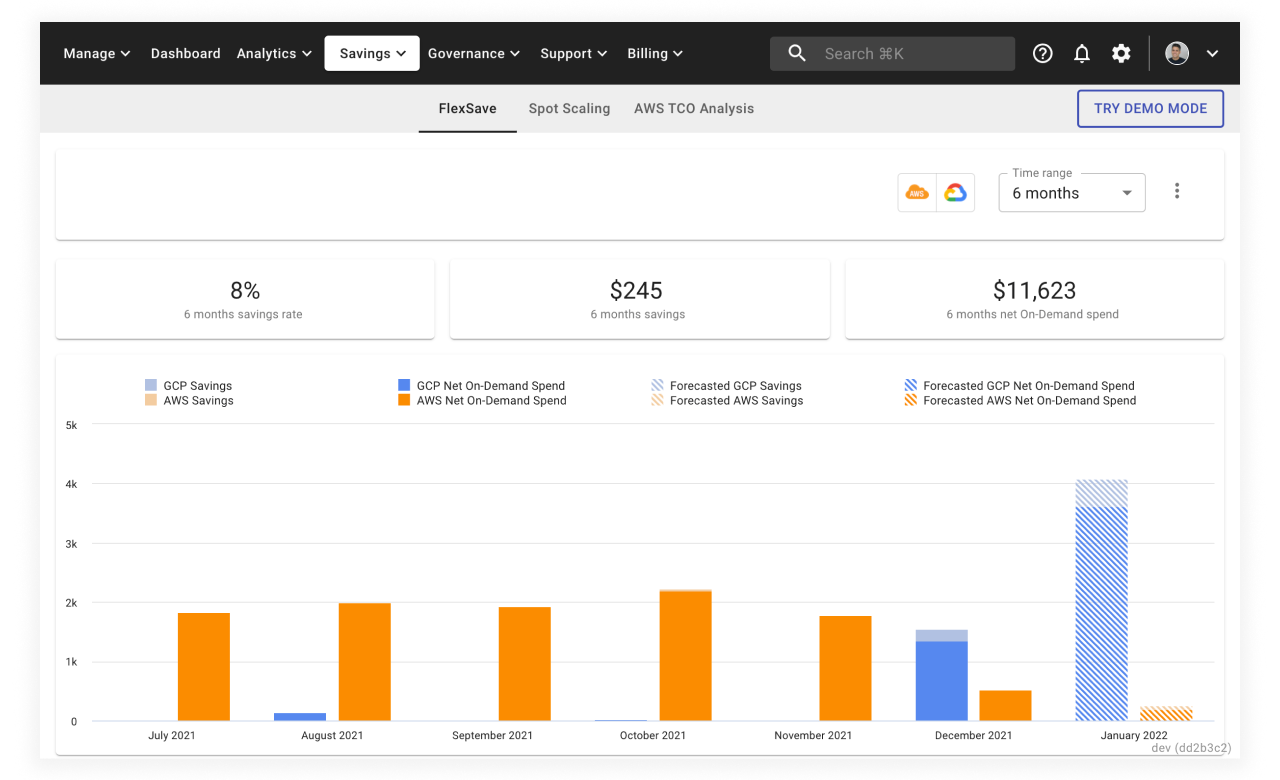 Manage Dashboard Analytics Savings Governance Support Billing Search ⌘K
FlexSave Spot Scaling AWS TCO Analysis TRY DEMO MODE
AWS
Time range
6 months
8%
6 months savings rate
$245
6 months savings
$11,623
6 months net On-Demand spend
GCP Savings GCP Net On-Demand Spend Forecasted GCP Savings Forecasted GCP Net On-Demand Spend
AWS Savings AWS Net On-Demand Spend Forecasted AWS Savings Forecasted AWS Net On-Demand Spend
5k
4k
3k
2k
1k
0
July 2021 August 2021 September 2021 October 2021 November 2021 December 2021 January 2022
dev (dd2b3c2)